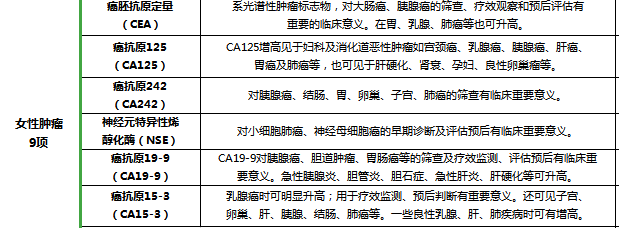 癌胚抗原定量
（CEA）
系光谱性肿瘤标志物，对大肠癌、胰腺癌的筛查、疗效观察和预后评估有
重要的临床意义。在胃、乳腺、肺癌等也可升高。
癌抗原125
（CA125）
CA125增高见于妇科及消化道恶性肿瘤如宫颈癌、乳腺癌、胰腺癌、肝癌、
胃癌及肺癌等，也可见于肝硬化、肾衰、孕妇、良性卵巢瘤等。
癌抗原242
（CA242）
对胰腺癌、结肠、胃、卵巢、子宫、肺癌的筛查有临床重要意义。
女性肿瘤
9项
神经元特异性烯
醇化酶（NSE）
对小细胞肺癌、神经母细胞癌的早期诊断及评估预后有临床重要意义。
癌抗原19-9
（CA19-9）
CA19-9对胰腺癌、胆道肿瘤、胃肠癌等的筛查及疗效监测、评估预后有临床重
要意义。急性胰腺炎、胆管炎、胆石症、急性肝炎、肝硬化等可升高。
癌抗原15-3
（CA15-3）
乳腺癌时可明显升高；用于疗效监测、预后判断有重要意义。还可见子宫、
卵巢、肝、胰腺、结肠、肺癌等。一些良性乳腺、肝、肺疾病时可有增高。